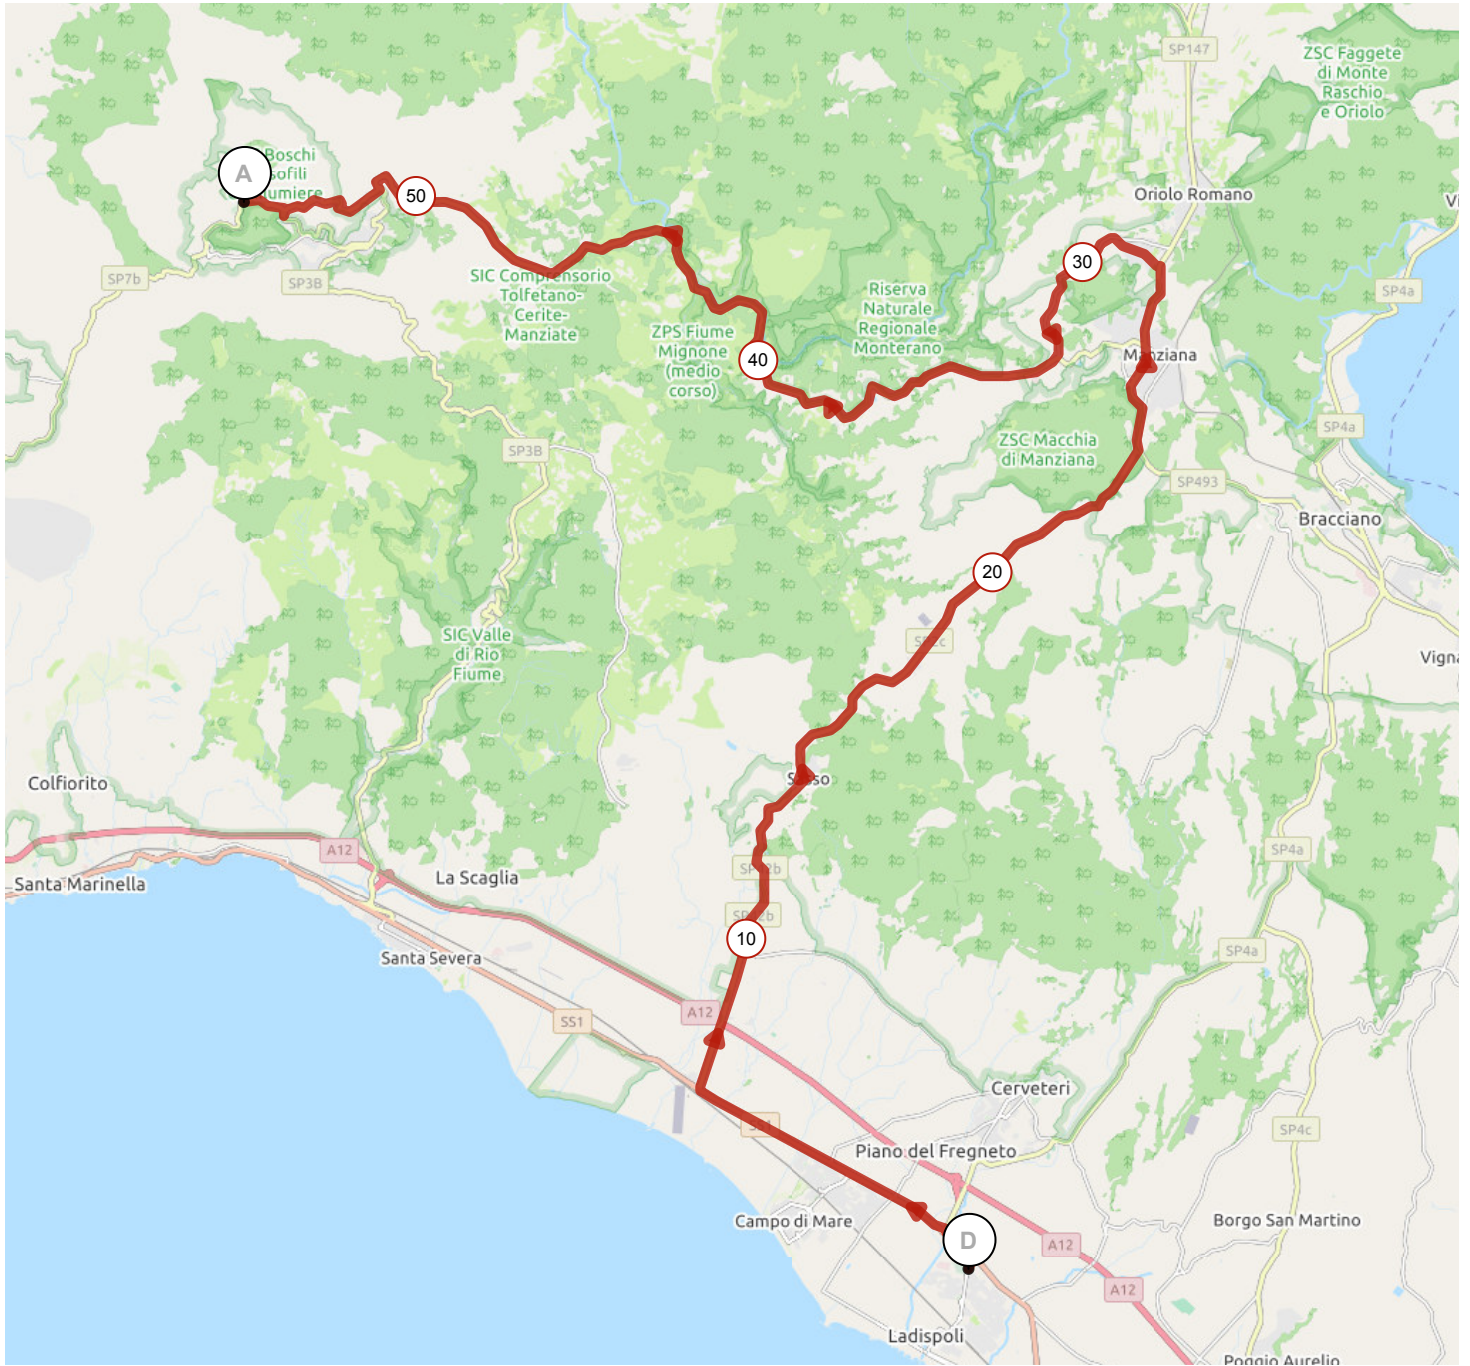 SP147
ZSC Faggete
di Monte
Raschio
e Oriolo
A
Boschi
50
Oriolo Romano
SP7b
SP3B
30
SIC Comprensorio
Tolfetano-
Cerite-
Manziate
Riserva
Naturale
Regionale
Monterano
SP4a
ZPS Fiume
Mignone
(medio
corso)
40
Manziana
SP4a
SP3B
ZSC Macchia
di Manziana
SP493
Bracciano
20
SIC Valle
di Rio
Fiume
Colfiorito
A12
SP4a
La Scaglia
Santa Marinella
10
Santa Severa
SP4a
A12
SS1
Cerveteri
SS1
SP4c
Piano del Fregneto
Campo di Mare
Borgo San Martino
D
A12
A12
Ladispoli
Poggio Aurelio